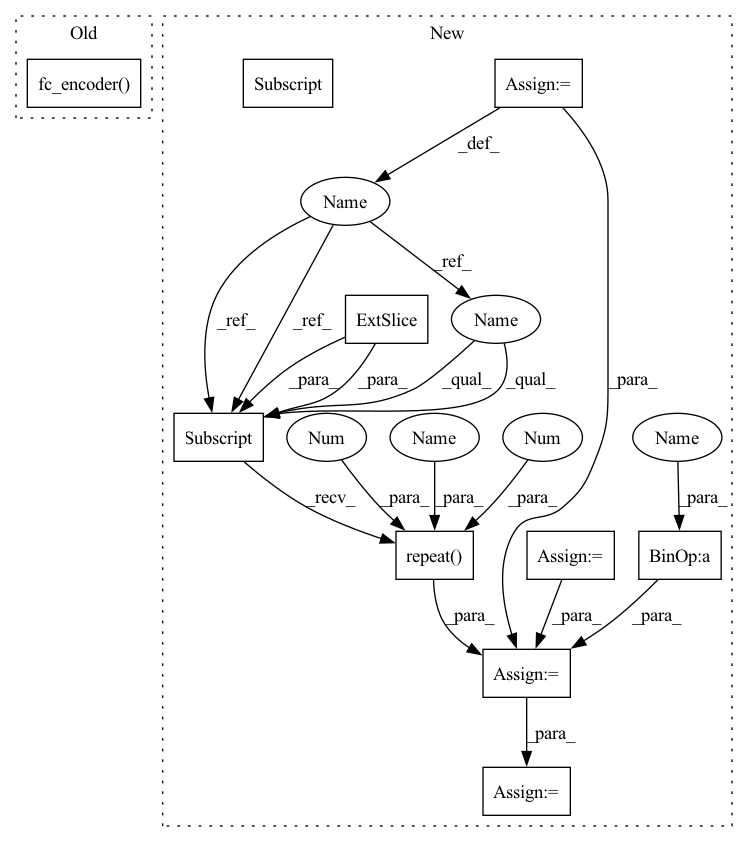 Old
New
fc_encoder()
Subscript
Assign:=
_def_
Name
_ref_
_ref_
_ref_
ExtSlice
Name
_para_
_para_
_qual_
_qual_
_para_
Subscript
Num
Name
Num
Name
_recv_
_para_
_para_
_para_
_para_
repeat()
Assign:=
BinOp:a
_para_
_para_
_para_
Assign:=
_para_
Assign:=